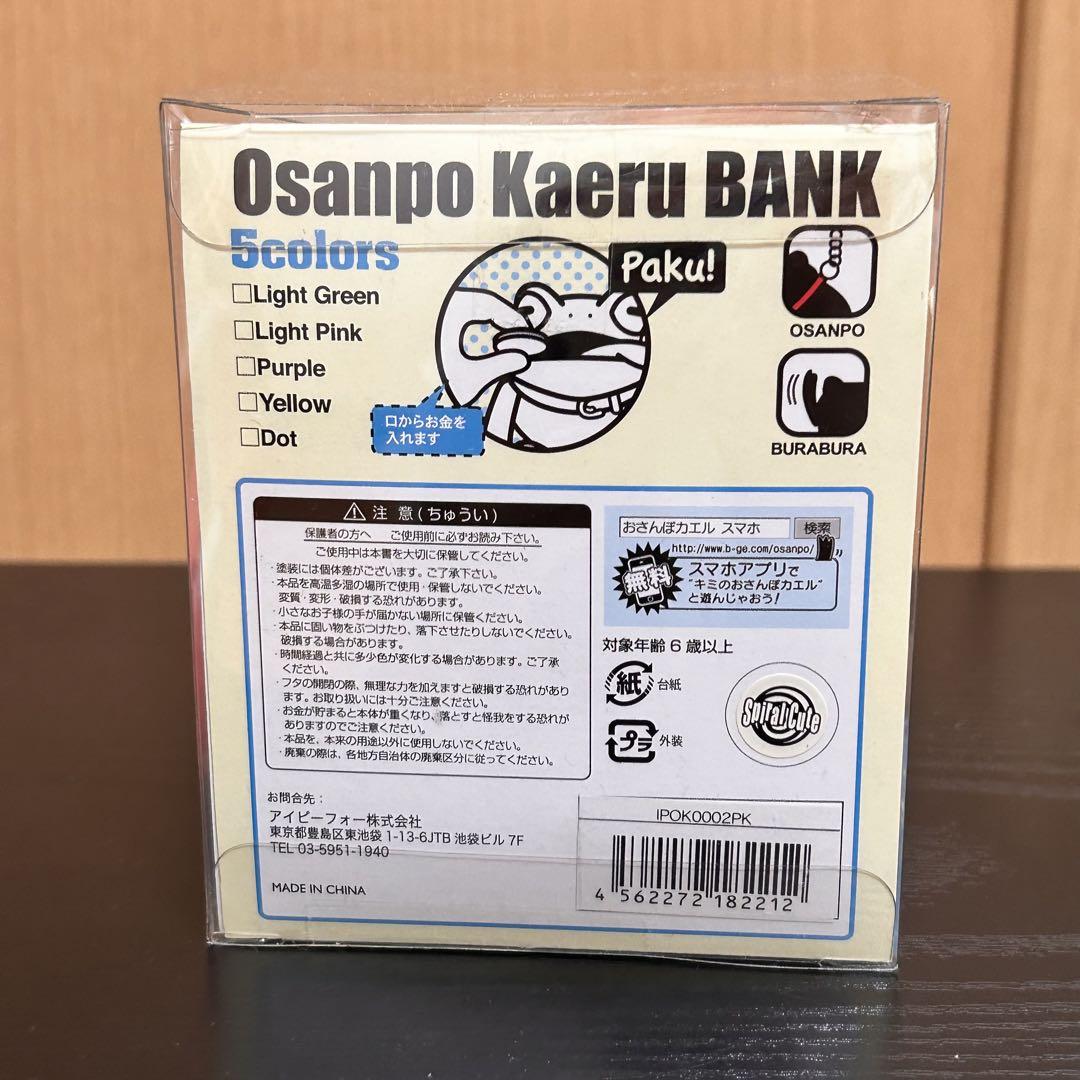 Osanpo Kaeru BANK
5colors
□Light Green
□Light Pink
□Purple
□Yellow
□Dot
Paku!
口からお金を
入れます
OSANPO
BURABURA
⚠注 意(ちゅうい)
保護者の方へ ご使用前に必ずお読み下さい。
ご使用中は本書を大切に保管してください。
・塗装には個体差がございます。ご了承下さい。
・本品を高温多湿の場所で使用・保管しないでください。
変質・変形・破損する恐れがあります。
・小さなお子様の手が届かない場所に保管ください。
・本品に固い物をぶつけたり、落下させたりしないでください。
破損する場合があります。
・時間経過と共に多少色が変化する場合があります。ご了承
ください。
・フタの開閉の際、無理な力を加えますと破損する恐れがあり
ます。お取り扱いには十分ご注意ください。
・お金が貯まると本体が重くなり、落とすと怪我をする恐れが
ありますのでご注意ください。
・本品を、本来の用途以外に使用しないでください。
・廃棄の際は、各地方自治体の廃棄区分に従ってください。
おさんぽカエル スマホ 検索
http://www.b-ge.com/osanpo/
無料
スマホアプリで
"キミのおさんぽカエル"
と遊んじゃおう!
対象年齢 6 歳以上
紙 台紙
プラ 外装
Spiral Cute
お問合先:
アイピーフォー株式会社
東京都豊島区東池袋 1-13-6JTB 池袋ビル 7F
TEL 03-5951-1940
MADE IN CHINA
IPOK0002PK
4 562272 182212